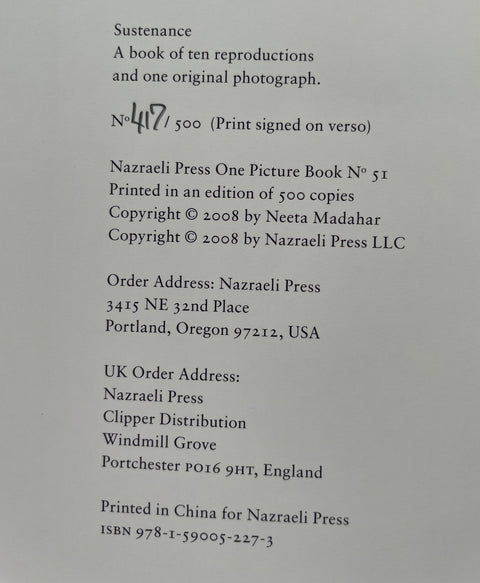 Sustenance
A book of ten reproductions
and one original photograph.
Nº 417 / 500 (Print signed on verso)
Nazraeli Press One Picture Book Nº 51
Printed in an edition of 500 copies
Copyright © 2008 by Neeta Madahar
Copyright © 2008 by Nazraeli Press LLC
Order Address: Nazraeli Press
3415 NE 32nd Place
Portland, Oregon 97212, USA
UK Order Address:
Nazraeli Press
Clipper Distribution
Windmill Grove
Portchester PO16 9HT, England
Printed in China for Nazraeli Press
ISBN 978-1-59005-227-3